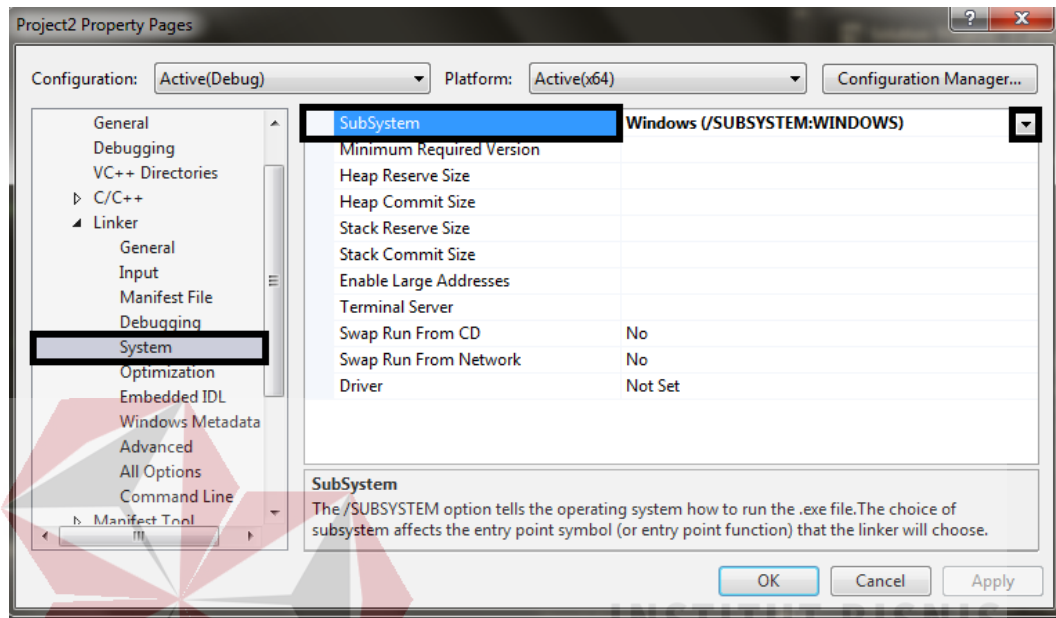 Project2 Property Pages
Configuration: Active(Debug) Platform: Active(x64) Configuration Manager...
General
Debugging
VC++ Directories
C/C++
Linker
General
Input
Manifest File
Debugging
System
Optimization
Embedded IDL
Windows Metadata
Advanced
All Options
Command Line
Manifest Tool
SubSystem Windows (/SUBSYSTEM:WINDOWS)
Minimum Required Version
Heap Reserve Size
Heap Commit Size
Stack Reserve Size
Stack Commit Size
Enable Large Addresses
Terminal Server
Swap Run From CD No
Swap Run From Network No
Driver Not Set
SubSystem
The /SUBSYSTEM option tells the operating system how to run the .exe file.The choice of
subsystem affects the entry point symbol (or entry point function) that the linker will choose.
OK Cancel Apply
INSTITUT BISNIS